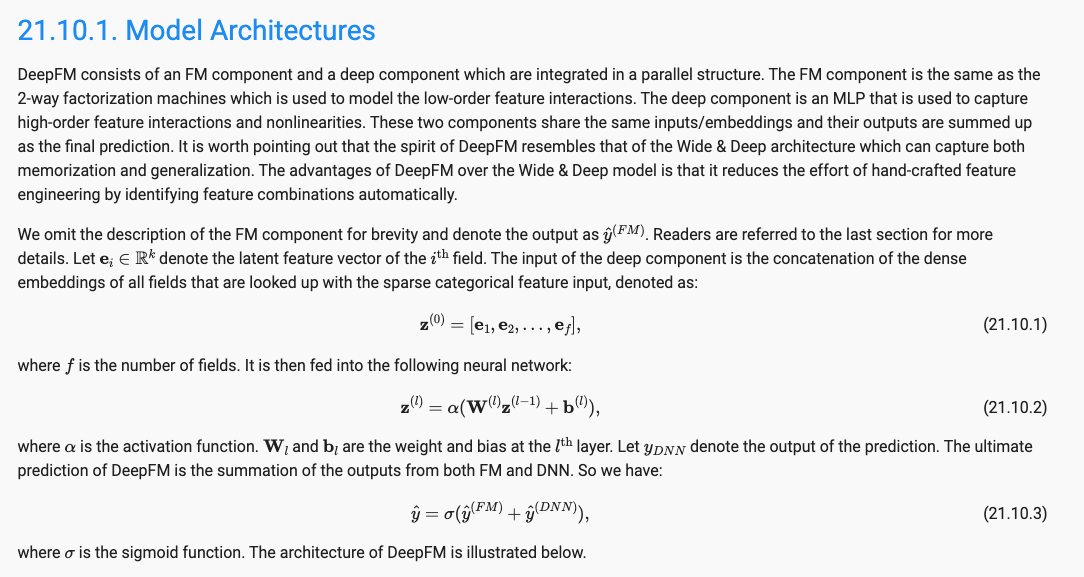 21.10.1. Model Architectures
DeepFM consists of an FM component and a deep component which are integrated in a parallel structure. The FM component is the same as the
2-way factorization machines which is used to model the low-order feature interactions. The deep component is an MLP that is used to capture
high-order feature interactions and nonlinearities. These two components share the same inputs/embeddings and their outputs are summed up
as the final prediction. It is worth pointing out that the spirit of DeepFM resembles that of the Wide & Deep architecture which can capture both
memorization and generalization. The advantages of DeepFM over the Wide & Deep model is that it reduces the effort of hand-crafted feature
engineering by identifying feature combinations automatically.
We omit the description of the FM component for brevity and denote the output as ŷ^(FM). Readers are referred to the last section for more
details. Let e_i ∈ ℝ^k denote the latent feature vector of the i^th field. The input of the deep component is the concatenation of the dense
embeddings of all fields that are looked up with the sparse categorical feature input, denoted as:
z^(0) = [e_1, e_2, . . . , e_f], (21.10.1)
where f is the number of fields. It is then fed into the following neural network:
z^(l) = α(W^(l)z^(l−1) + b^(l)), (21.10.2)
where α is the activation function. W_l and b_l are the weight and bias at the l^th layer. Let y_DNN denote the output of the prediction. The ultimate
prediction of DeepFM is the summation of the outputs from both FM and DNN. So we have:
ŷ = σ(ŷ^(FM) + ŷ^(DNN)), (21.10.3)
where σ is the sigmoid function. The architecture of DeepFM is illustrated below.